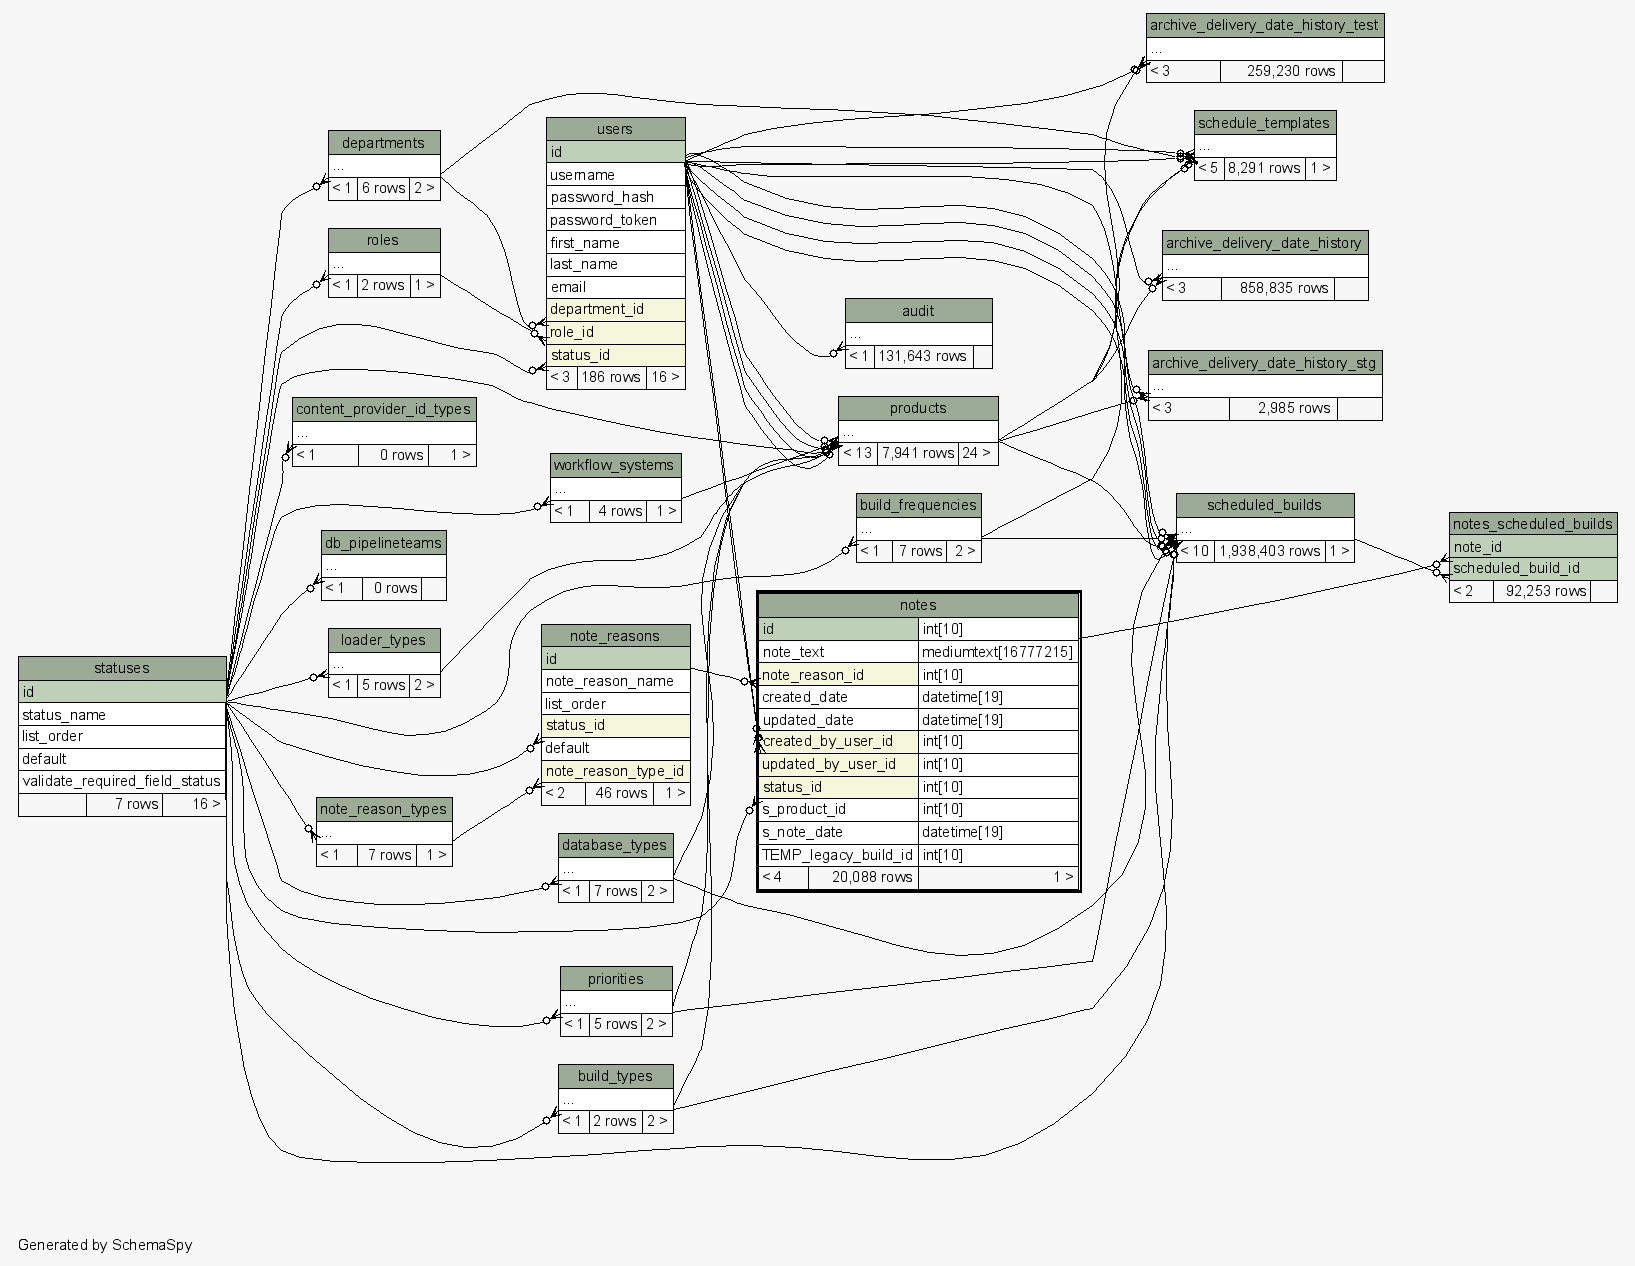 archive_delivery_date_history_test
...
< 3 259,230 rows
schedule_templates
...
< 5 8,291 rows 1 >
departments
...
< 1 6 rows 2 >
users
id
username
password_hash
password_token
first_name
last_name
email
department_id
role_id
status_id
< 3 186 rows 16 >
roles
...
< 1 2 rows 1 >
archive_delivery_date_history
...
< 3 858,835 rows
audit
...
< 1 131,643 rows
archive_delivery_date_history_stg
...
< 3 2,985 rows
content_provider_id_types
...
< 1 0 rows 1 >
products
...
< 13 7,941 rows 24 >
workflow_systems
...
< 1 4 rows 1 >
build_frequencies
...
< 1 7 rows 2 >
scheduled_builds
...
< 10 1,938,403 rows 1 >
notes_scheduled_builds
note_id
scheduled_build_id
< 2 92,253 rows
db_pipelineteams
...
< 1 0 rows
loader_types
...
< 1 5 rows 2 >
statuses
id
status_name
list_order
default
validate_required_field_status
7 rows 16 >
note_reasons
id
note_reason_name
list_order
status_id
default
note_reason_type_id
< 2 46 rows 1 >
notes
id int[10]
note_text mediumtext[16777215]
note_reason_id int[10]
created_date datetime[19]
updated_date datetime[19]
created_by_user_id int[10]
updated_by_user_id int[10]
status_id int[10]
s_product_id int[10]
s_note_date datetime[19]
TEMP_legacy_build_id int[10]
< 4 20,088 rows 1 >
note_reason_types
...
< 1 7 rows 1 >
database_types
...
< 1 7 rows 2 >
priorities
...
< 1 5 rows 2 >
build_types
...
< 1 2 rows 2 >
Generated by SchemaSpy